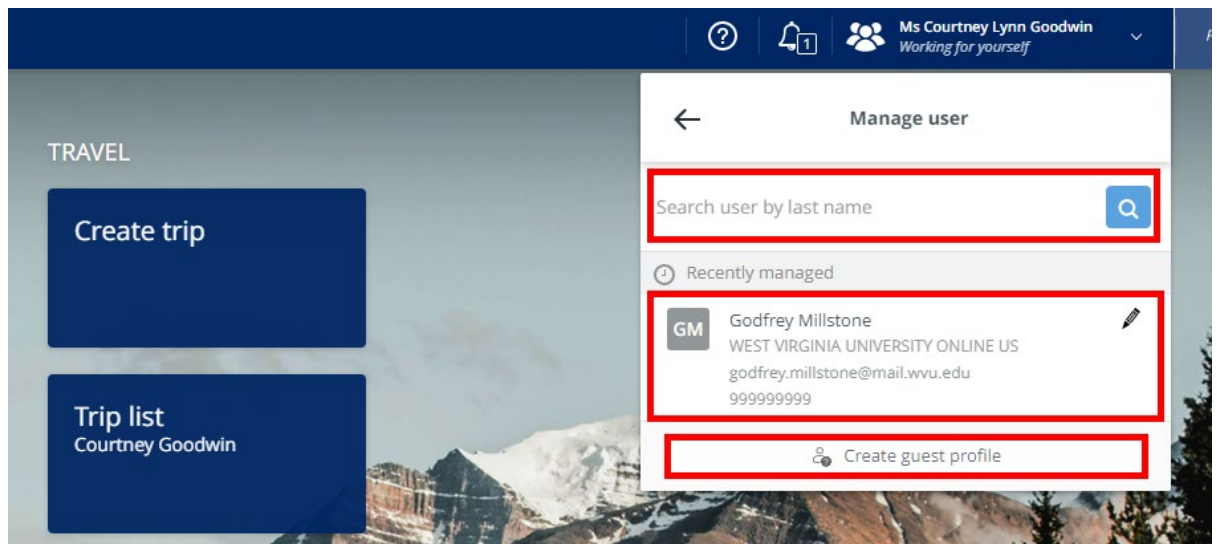 Ms Courtney Lynn Goodwin
Working for yourself
1
Manage user
TRAVEL
Search user by last name
Create trip
Recently managed
GM
Godfrey Millstone
WEST VIRGINIA UNIVERSITY ONLINE US
godfrey.millstone@mail.wvu.edu
999999999
Trip list
Courtney Goodwin
Create guest profile